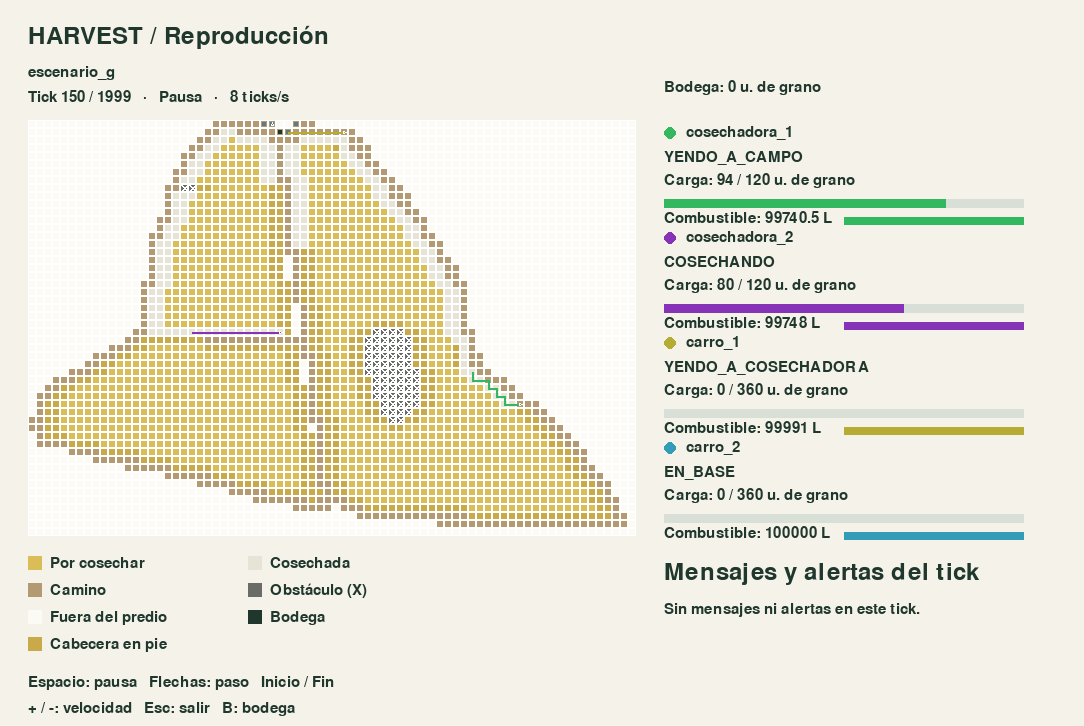 HARVEST / Reproducción
escenario_g
Tick 150 / 1999 · Pausa · 8 ticks/s
Bodega: 0 u. de grano
cosechadora_1
YENDO_A_CAMPO
Carga: 94 / 120 u. de grano
Combustible: 99740.5 L
cosechadora_2
COSECHANDO
Carga: 80 / 120 u. de grano
Combustible: 99748 L
carro_1
YENDO_A_COSECHADORA
Carga: 0 / 360 u. de grano
Combustible: 99991 L
carro_2
EN_BASE
Carga: 0 / 360 u. de grano
Combustible: 100000 L
Mensajes y alertas del tick
Sin mensajes ni alertas en este tick.
Por cosechar
Cosechada
Camino
Obstáculo (X)
Fuera del predio
Bodega
Cabecera en pie
Espacio: pausa Flechas: paso Inicio / Fin
+ / -: velocidad Esc: salir B: bodega